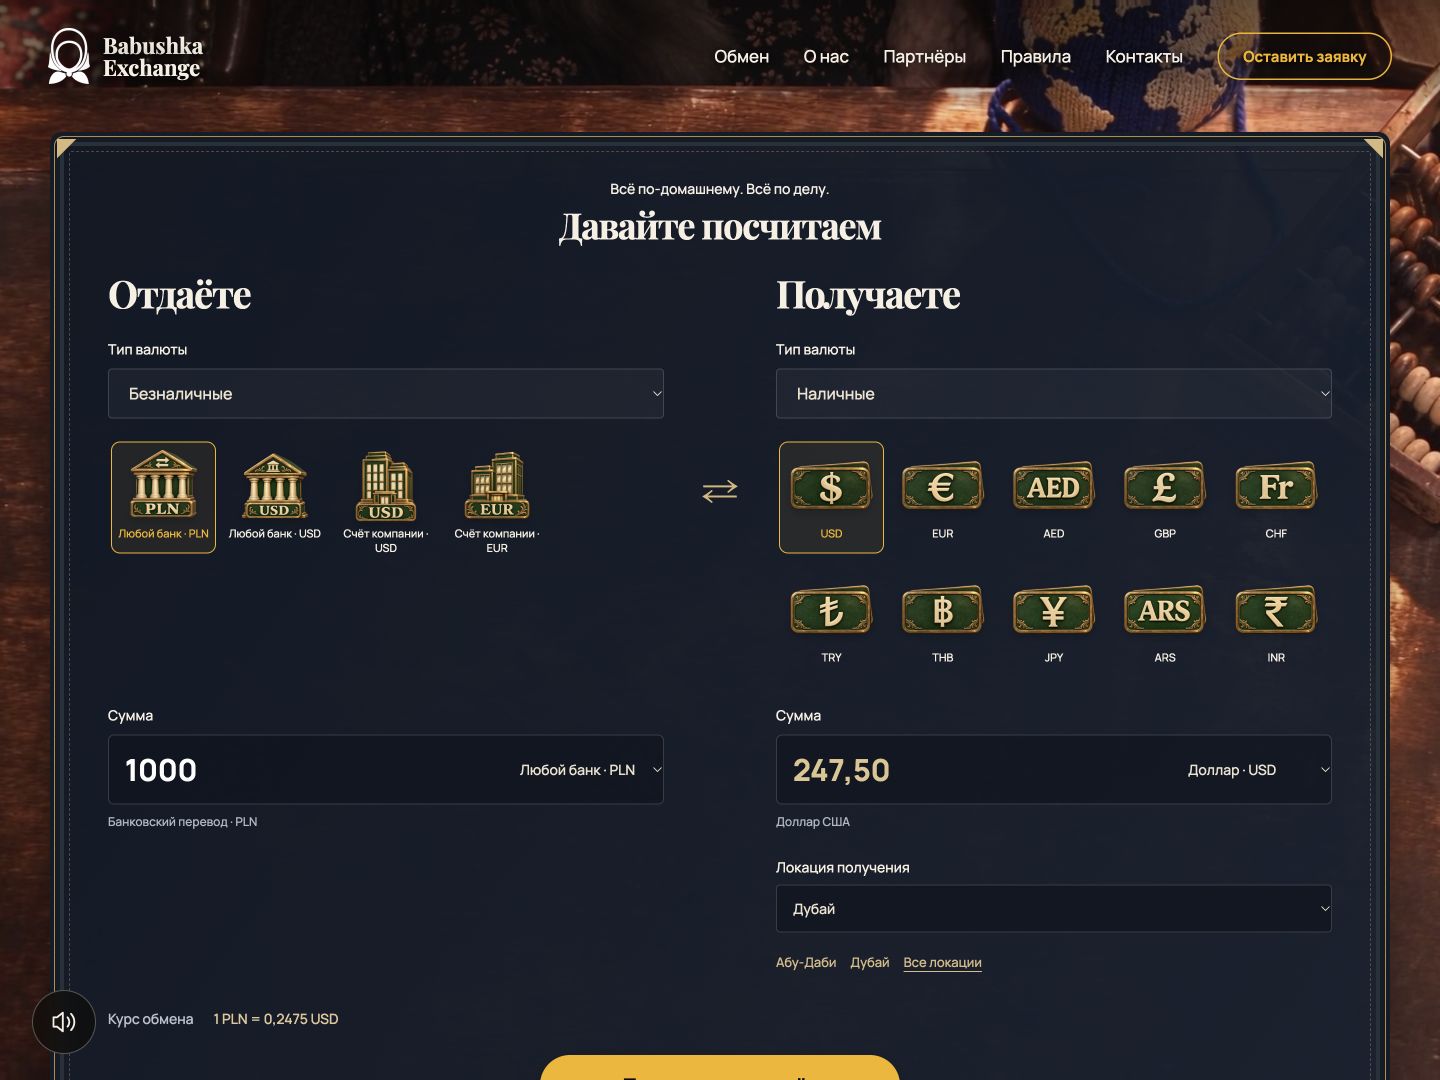 Babushka
Exchange
Обмен
О нас
Партнёры
Правила
Контакты
Оставить заявку
Всё по-домашнему. Всё по делу.
Давайте посчитаем
Отдаёте
Тип валюты
Безналичные
PLN
USD
USD
EUR
Любой банк · PLN
Любой банк · USD
Счёт компании ·
USD
Счёт компании ·
EUR
Сумма
1000
Любой банк · PLN
Банковский перевод · PLN
Получаете
Тип валюты
Наличные
$
€
AED
£
Fr
USD
EUR
AED
GBP
CHF
₺
฿
¥
ARS
₹
TRY
THB
JPY
ARS
INR
Сумма
247,50
Доллар · USD
Доллар США
Локация получения
Дубай
Абу-Даби
Дубай
Все локации
Курс обмена
1 PLN = 0,2475 USD